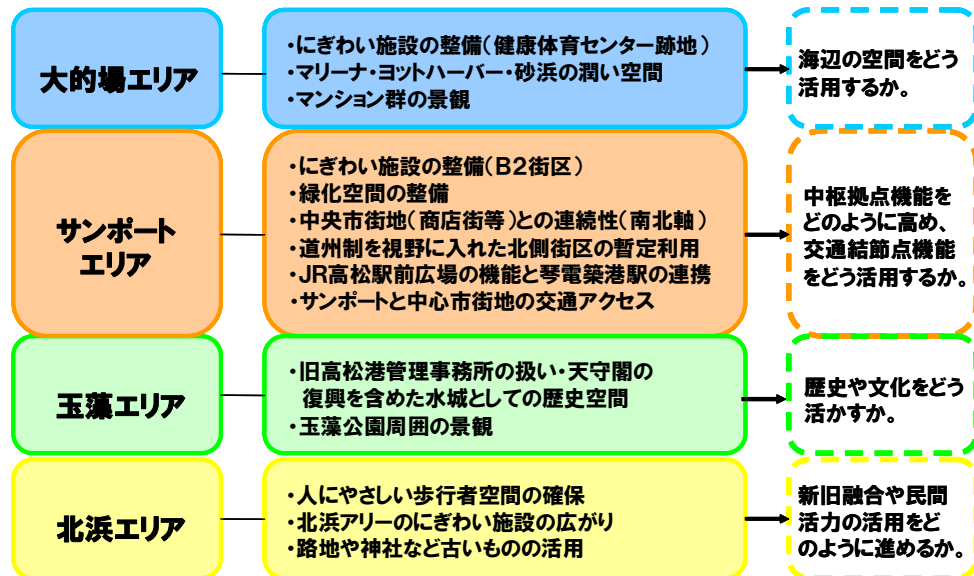 大的場エリア
・にぎわい施設の整備（健康体育センター跡地）
・マリーナ・ヨットハーバー・砂浜の潤い空間
・マンション群の景観
海辺の空間をどう
活用するか。
サンポート
エリア
・にぎわい施設の整備（B2街区）
・緑化空間の整備
・中央市街地（商店街等）との連続性（南北軸）
・道州制を視野に入れた北側街区の暫定利用
・JR高松駅前広場の機能と琴電築港駅の連携
・サンポートと中心市街地の交通アクセス
中枢拠点機能を
どのように高め、
交通結節点機能
をどう活用するか。
玉藻エリア
・旧高松港管理事務所の扱い・天守閣の
復興を含めた水城としての歴史空間
・玉藻公園周囲の景観
歴史や文化をどう
活かすか。
北浜エリア
・人にやさしい歩行者空間の確保
・北浜アリーのにぎわい施設の広がり
・路地や神社など古いものの活用
新旧融合や民間
活力の活用をど
のように進めるか。